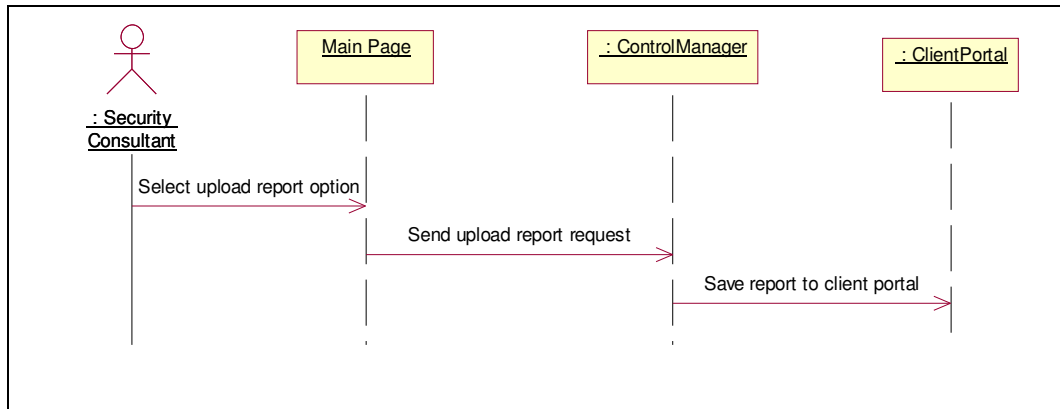 Main Page
: ControlManager
: ClientPortal
: Security
Consultant
Select upload report option
Send upload report request
Save report to client portal